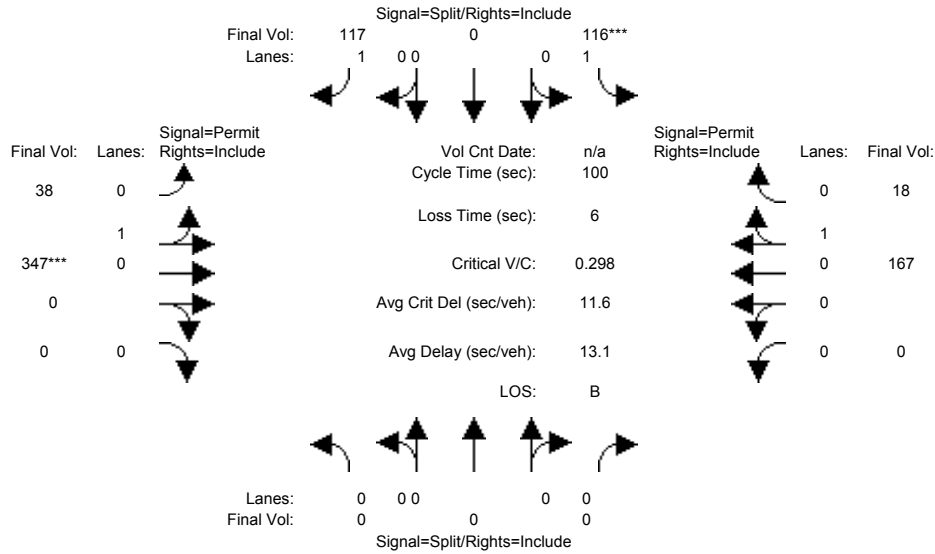 Signal=Split/Rights=Include
Final Vol: 117 0 116***
Lanes: 1 0 0 0 1
Signal=Permit Signal=Permit
Final Vol: Lanes: Rights=Include Vol Cnt Date: n/a Rights=Include Lanes: Final Vol:
Cycle Time (sec): 100
38 0 0 18
Loss Time (sec): 6
1 1
347*** 0 Critical V/C: 0.298 0 167
0 Avg Crit Del (sec/veh): 11.6 0
0 0 Avg Delay (sec/veh): 13.1 0 0
LOS: B
Lanes: 0 0 0 0 0
Final Vol: 0 0 0
Signal=Split/Rights=Include